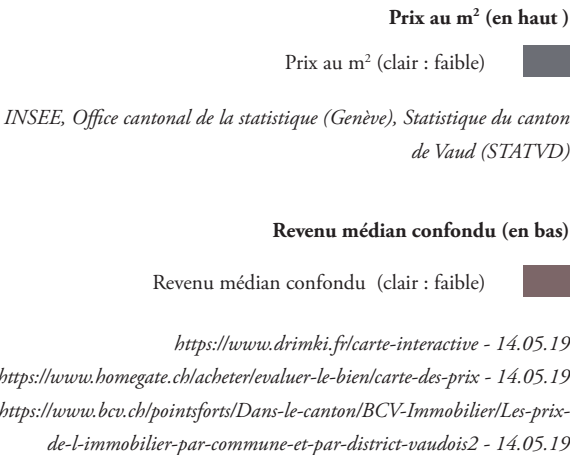 Prix au m² (en haut )
Prix au m² (clair : faible)
INSEE, Office cantonal de la statistique (Genève), Statistique du canton
de Vaud (STATVD)
Revenu médian confondu (en bas)
Revenu médian confondu  (clair : faible)
https://www.drimki.fr/carte-interactive - 14.05.19
https://www.homegate.ch/acheter/evaluer-le-bien/carte-des-prix - 14.05.19
https://www.bcv.ch/pointsforts/Dans-le-canton/BCV-Immobilier/Les-prix-
de-l-immobilier-par-commune-et-par-district-vaudois2 - 14.05.19